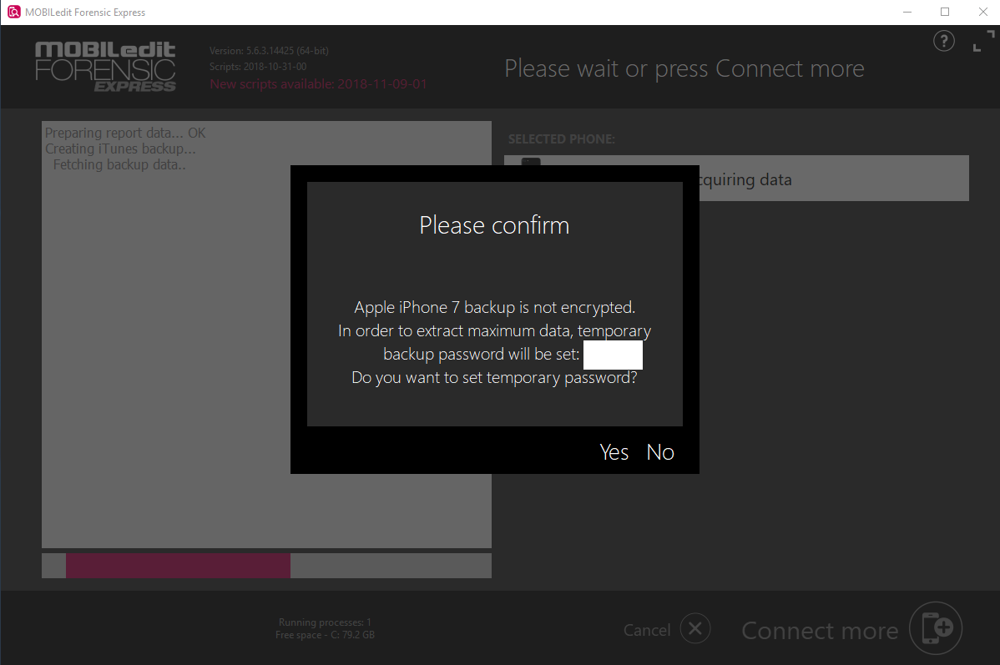 MOBILedit Forensic Express
MOBILedit
FORENSIC
EXPRESS
Version: 5.6.3.14425 (64-bit)
Scripts: 2018-10-31-00
New scripts available: 2018-11-09-01
Please wait or press Connect more
?
Preparing report data... OK
Creating iTunes backup...
Fetching backup data..
SELECTED PHONE:
cquiring data
Please confirm
Apple iPhone 7 backup is not encrypted.
In order to extract maximum data, temporary
backup password will be set:
Do you want to set temporary password?
Yes No
Running processes: 1
Free space - C: 79.2 GB
Cancel
Connect more